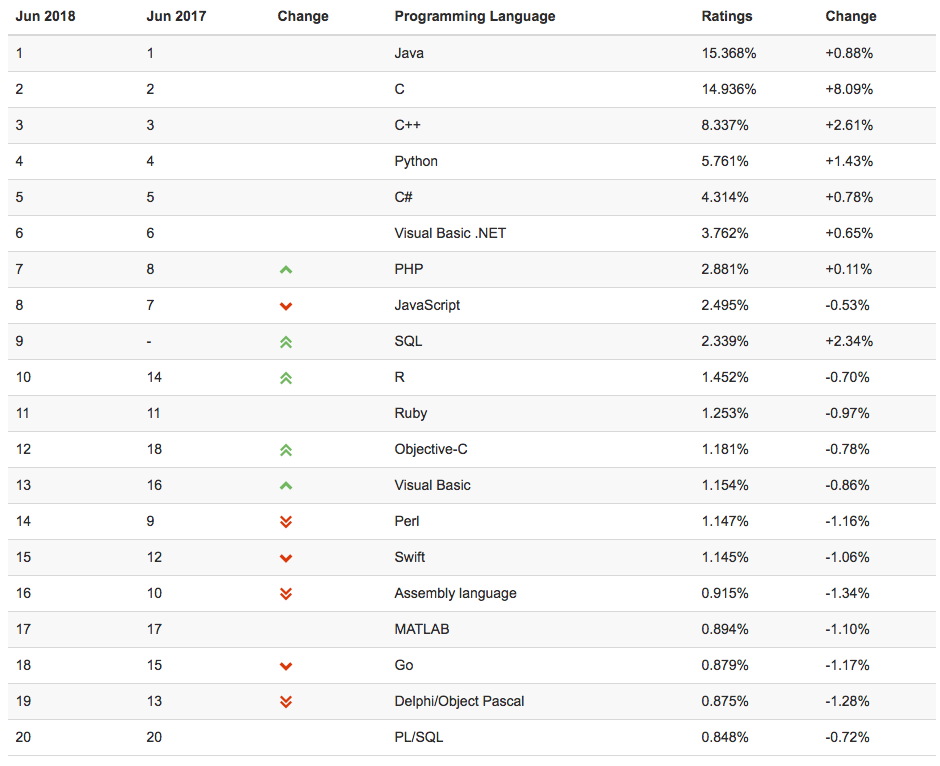 Jun 2018 Jun 2017 Change Programming Language Ratings Change
1 1 Java 15.368% +0.88%
2 2 C 14.936% +8.09%
3 3 C++ 8.337% +2.61%
4 4 Python 5.761% +1.43%
5 5 C# 4.314% +0.78%
6 6 Visual Basic .NET 3.762% +0.65%
7 8 PHP 2.881% +0.11%
8 7 JavaScript 2.495% -0.53%
9 - SQL 2.339% +2.34%
10 14 R 1.452% -0.70%
11 11 Ruby 1.253% -0.97%
12 18 Objective-C 1.181% -0.78%
13 16 Visual Basic 1.154% -0.86%
14 9 Perl 1.147% -1.16%
15 12 Swift 1.145% -1.06%
16 10 Assembly language 0.915% -1.34%
17 17 MATLAB 0.894% -1.10%
18 15 Go 0.879% -1.17%
19 13 Delphi/Object Pascal 0.875% -1.28%
20 20 PL/SQL 0.848% -0.72%